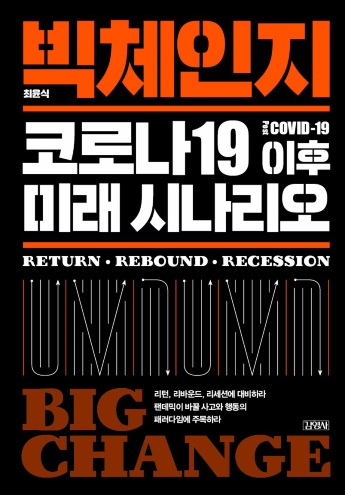 빅체인지
최윤식
코로나19 이후
Post COVID-19
미래 시나리오
RETURN · REBOUND · RECESSION
BIG
리턴, 리바운드, 리세션에 대비하라
팬데믹이 바꿀 사고와 행동의
패러다임에 주목하라
김영사
CHANGE